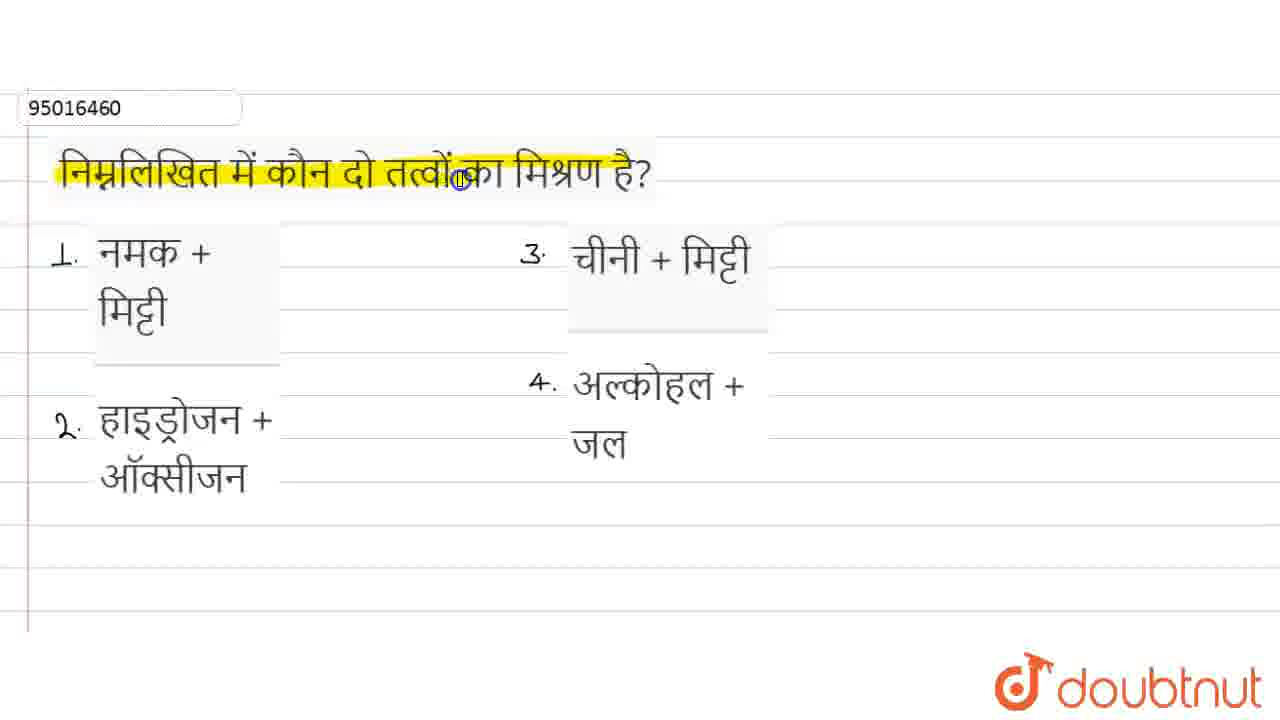 95016460
निम्नलिखित में कौन दो तत्वों का मिश्रण है?
1. नमक +
मिट्टी
2. हाइड्रोजन +
ऑक्सीजन
3. चीनी + मिट्टी
4. अल्कोहल +
जल
doubtnut